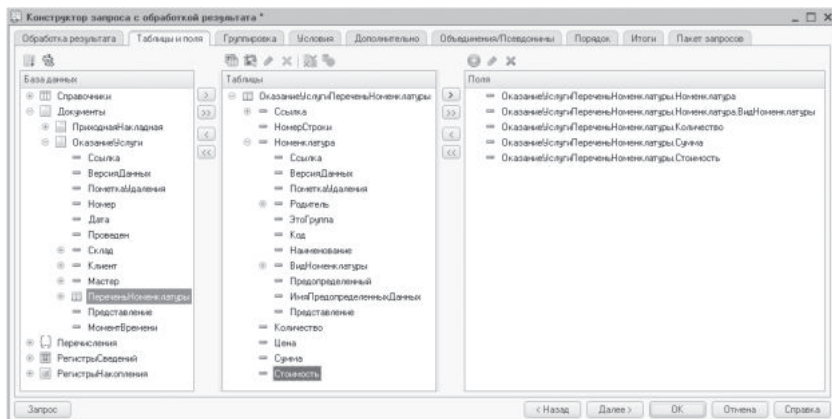 Конструктор запроса с обработкой результата *
Обработка результата
Таблицы и поля
Группировка
Условия
Дополнительно
Объединения/Псевдонимы
Порядок
Итоги
Пакет запросов
База данных
Справочники
Документы
ПриходнаяНакладная
ОказаниеУслуги
Ссылка
ВерсияДанных
ПометкаУдаления
Номер
Дата
Проведен
Склад
Клиент
Мастер
ПереченьНоменклатуры
Представление
МоментВремени
Перечисления
РегистрыСведений
РегистрыНакопления
>
>>
<
<<
Таблицы
ОказаниеУслугиПереченьНоменклатуры
Ссылка
НомерСтроки
Номенклатура
Ссылка
ВерсияДанных
ПометкаУдаления
Родитель
ЭтоГруппа
Код
Наименование
ВидНоменклатуры
Предопределенный
ИмяПредопределенныхДанных
Представление
Количество
Цена
Сумма
Стоимость
>
>>
<
<<
Поля
ОказаниеУслугиПереченьНоменклатуры.Номенклатура
ОказаниеУслугиПереченьНоменклатуры.Номенклатура.ВидНоменклатуры
ОказаниеУслугиПереченьНоменклатуры.Количество
ОказаниеУслугиПереченьНоменклатуры.Сумма
ОказаниеУслугиПереченьНоменклатуры.Стоимость
Запрос
< Назад
Далее >
OK
Отмена
Справка